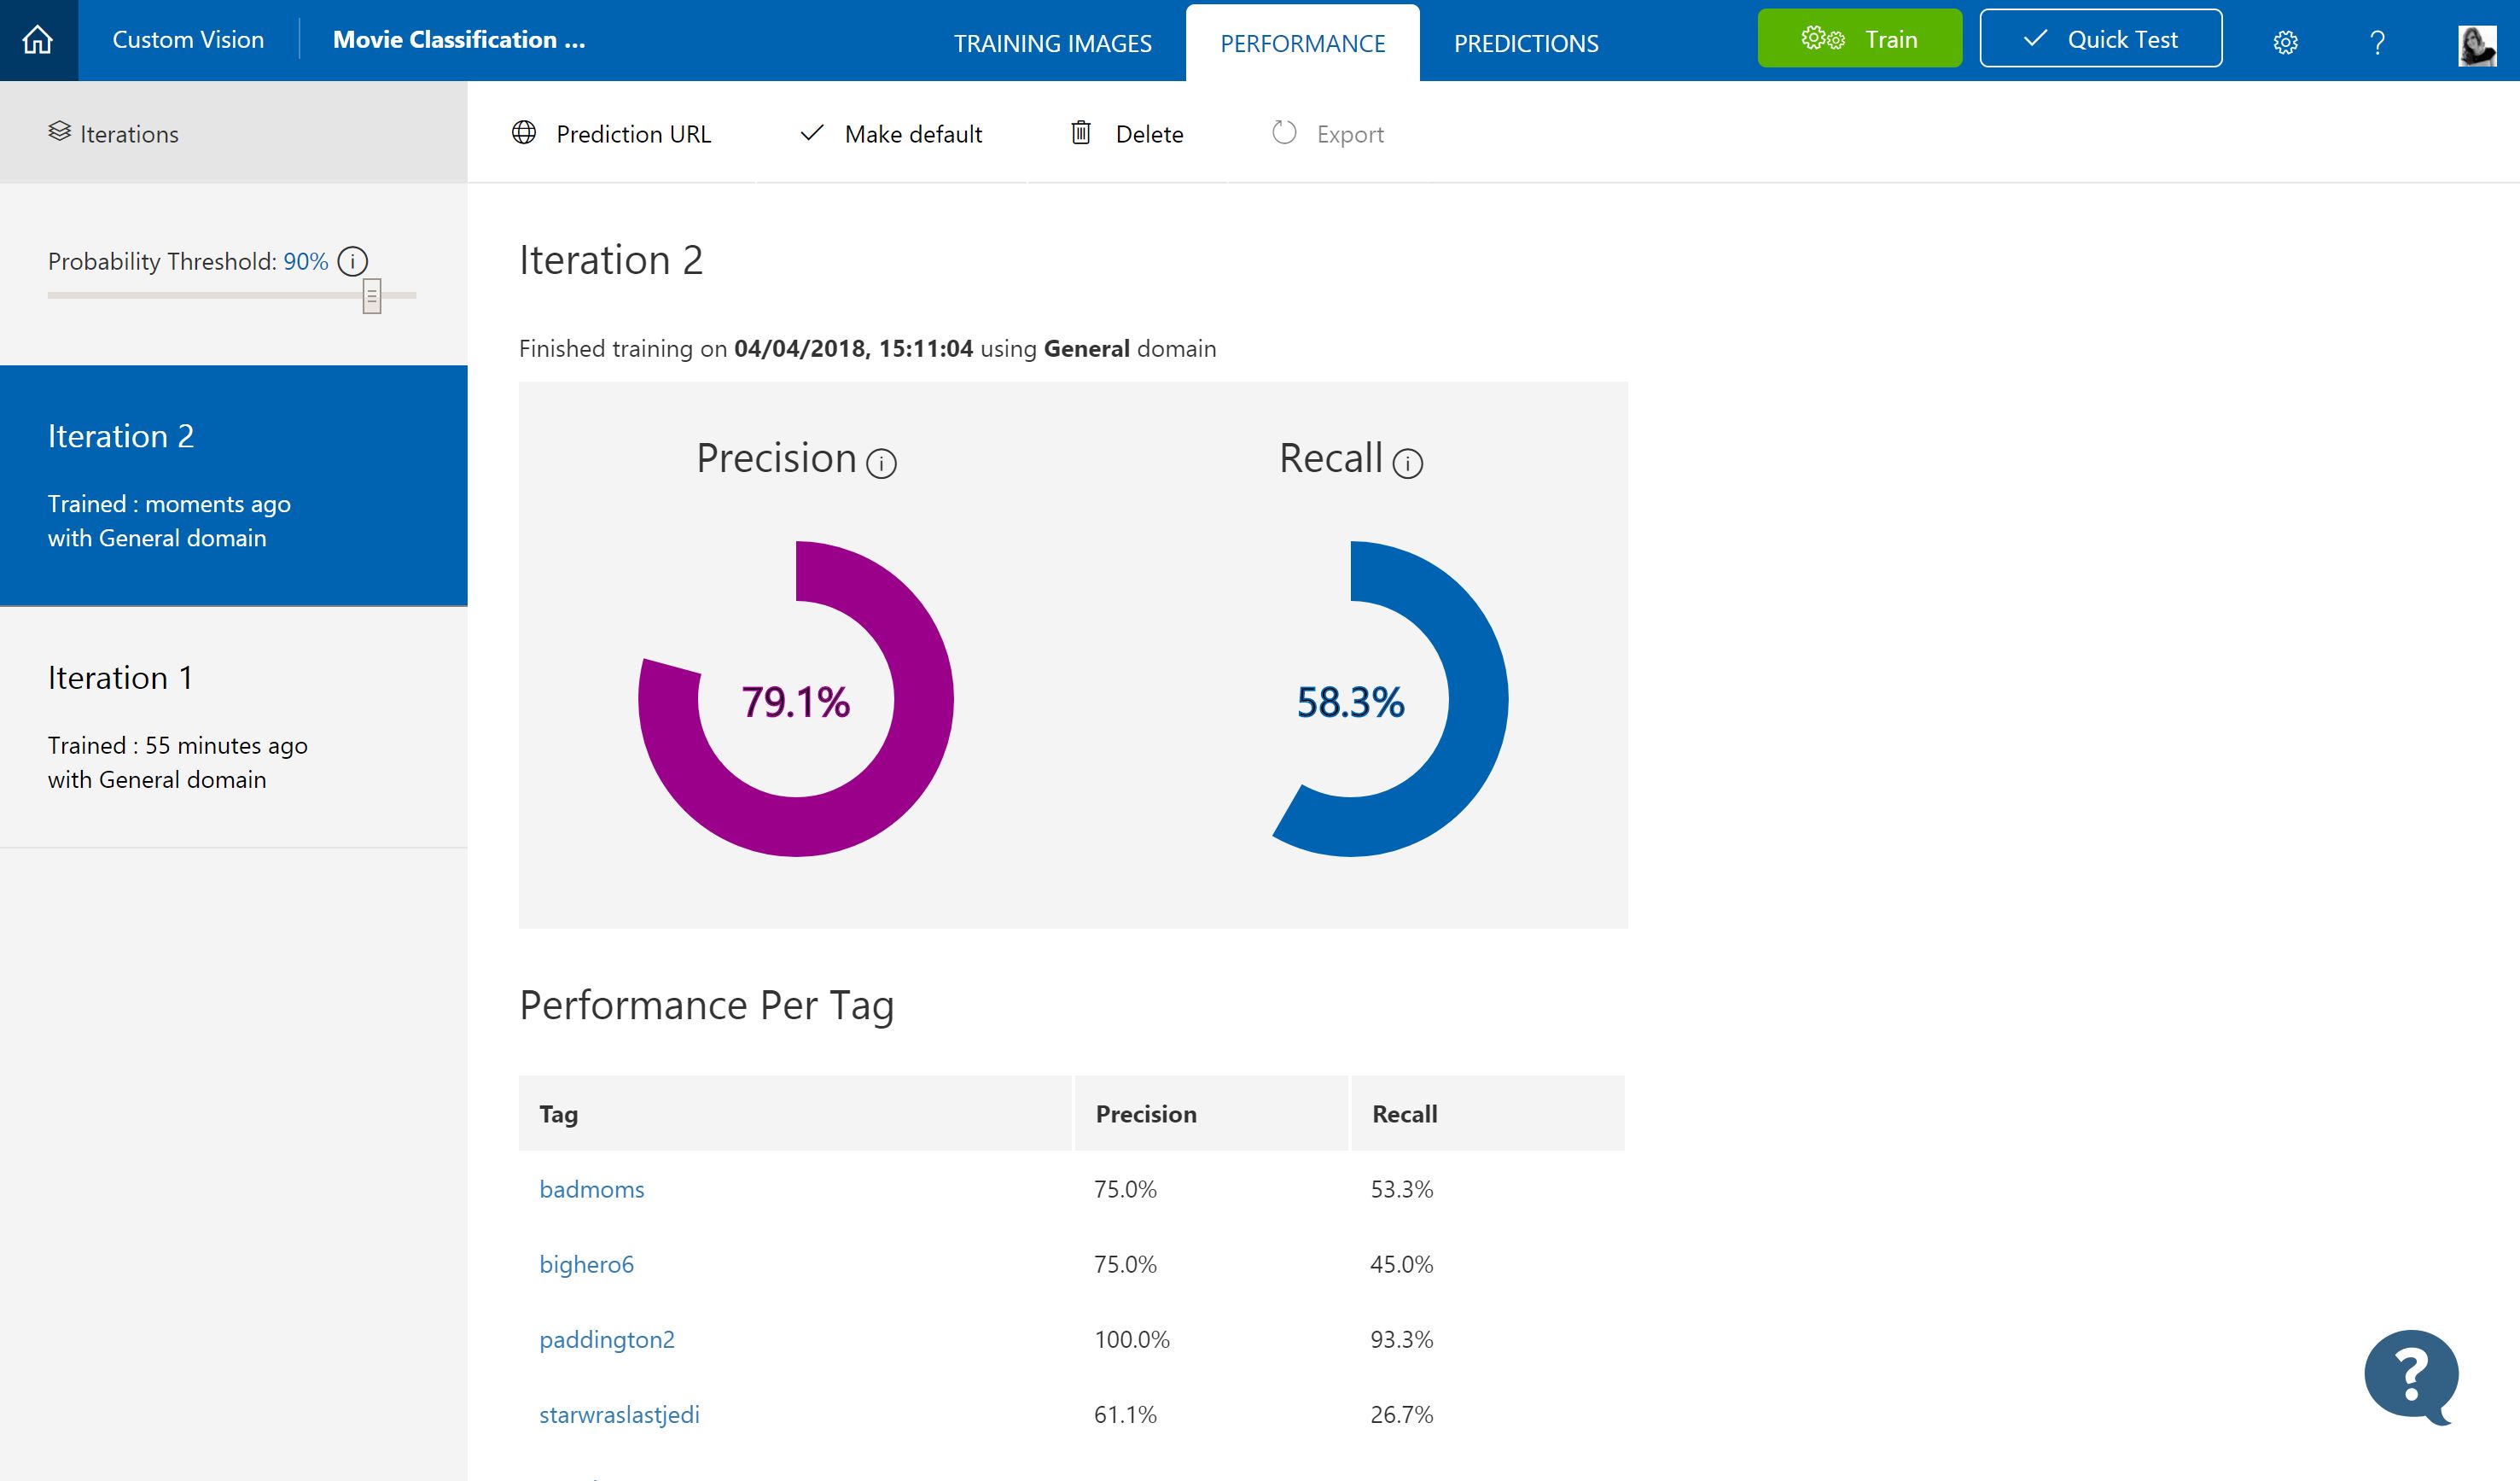 Custom Vision
Movie Classification ...
TRAINING IMAGES
PERFORMANCE
PREDICTIONS
Train
Quick Test
?
Iterations
Prediction URL
Make default
Delete
Export
Probability Threshold: 90% i
Iteration 2
Trained : moments ago
with General domain
Iteration 1
Trained : 55 minutes ago
with General domain
Iteration 2
Finished training on 04/04/2018, 15:11:04 using General domain
Precision i
Recall i
79.1%
58.3%
Performance Per Tag
Tag Precision Recall
badmoms 75.0% 53.3%
bighero6 75.0% 45.0%
paddington2 100.0% 93.3%
starwraslastjedi 61.1% 26.7%
?